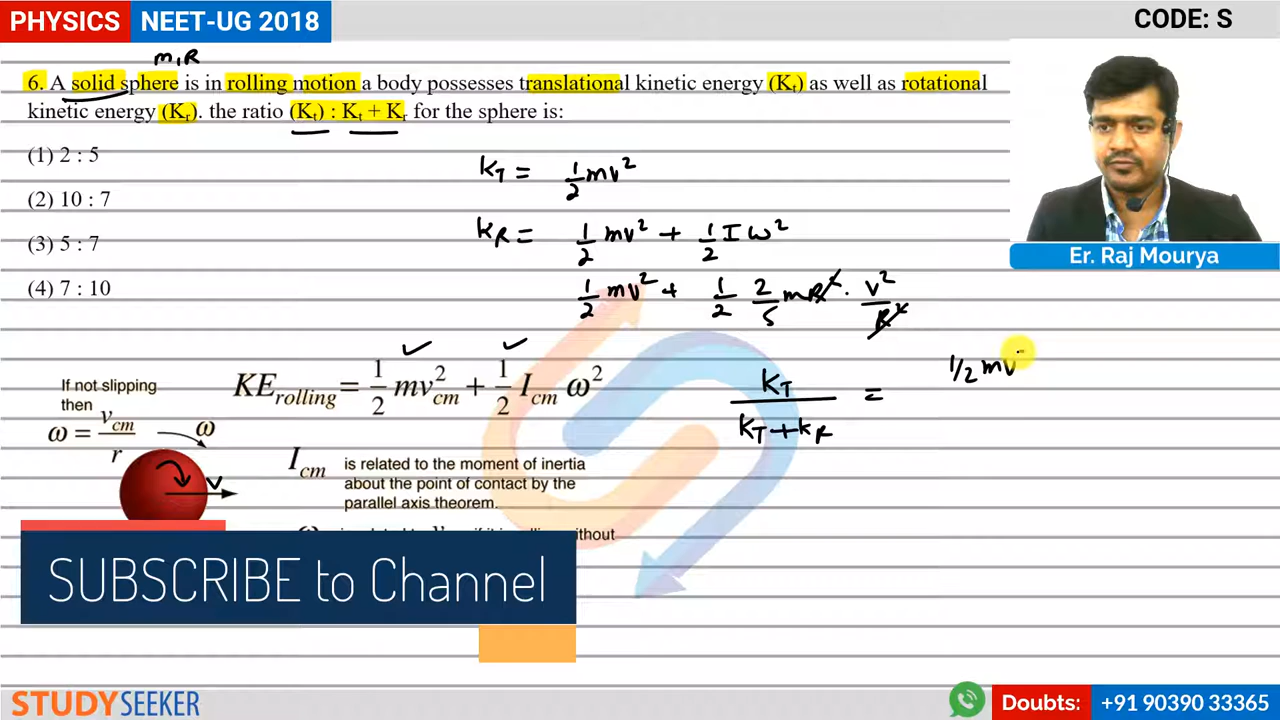 PHYSICS NEET-UG 2018 CODE: S
m, R
6. A solid sphere is in rolling motion a body possesses translational kinetic energy (Kt) as well as rotational
kinetic energy (Kr). the ratio (Kt) : Kt + Kr for the sphere is:
(1) 2 : 5
(2) 10 : 7
(3) 5 : 7
(4) 7 : 10
KT = 1/2 mv²
KR = 1/2 mv² + 1/2 I ω²
1/2 mv² + 1/2 2/5 mR² · v²/R²
Er. Raj Mourya
KT / KT + KR = 1/2 mv
If not slipping
then
ω = vcm / r
ω
v
KErolling = 1/2 mv²cm + 1/2 Icm ω²
Icm is related to the moment of inertia
about the point of contact by the
parallel axis theorem.
SUBSCRIBE to Channel
STUDYSEEKER
Doubts: +91 90390 33365